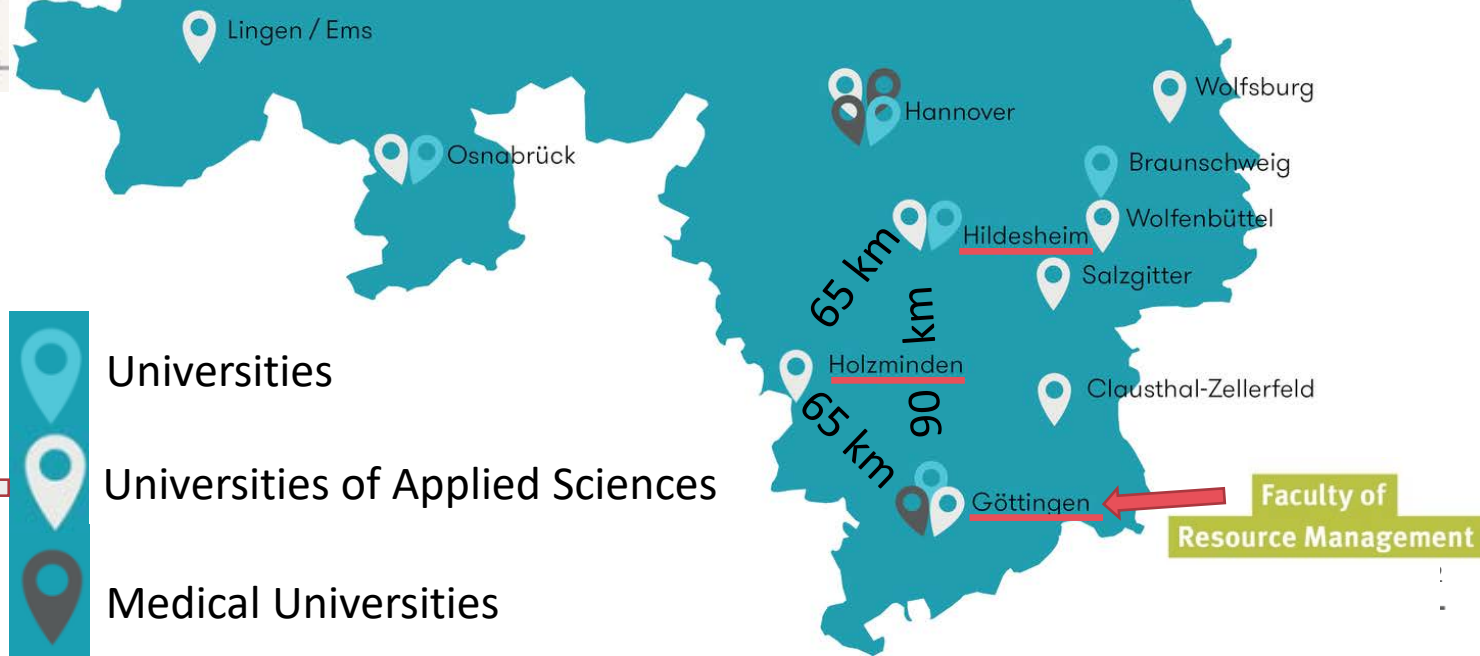 Lingen / Ems
Wolfsburg
Hannover
Osnabrück
Braunschweig
Wolfenbüttel
Hildesheim
Salzgitter
65 km
90 km
Universities
Holzminden
Clausthal-Zellerfeld
65 km
Universities of Applied Sciences
Göttingen
Faculty of
Resource Management
Medical Universities